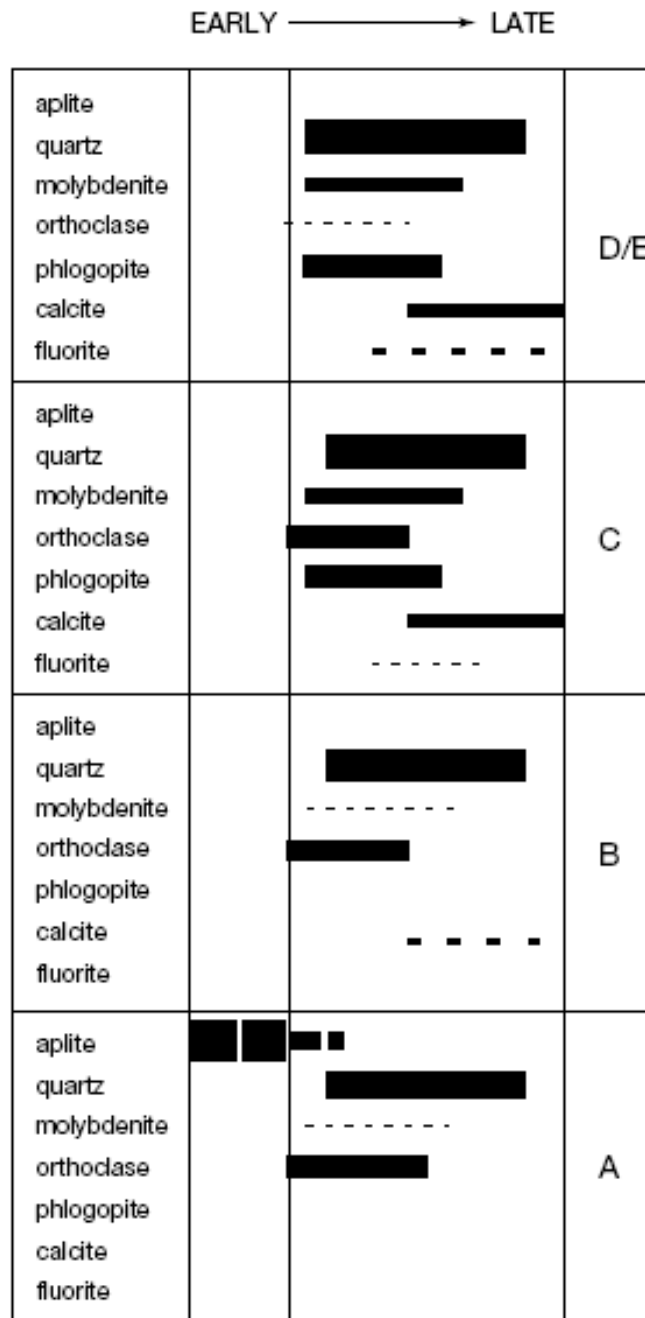 EARLY LATE
aplite
quartz
molybdenite
orthoclase
phlogopite
calcite
fluorite
D/E
aplite
quartz
molybdenite
orthoclase
phlogopite
calcite
fluorite
C
aplite
quartz
molybdenite
orthoclase
phlogopite
calcite
fluorite
B
aplite
quartz
molybdenite
orthoclase
phlogopite
calcite
fluorite
A